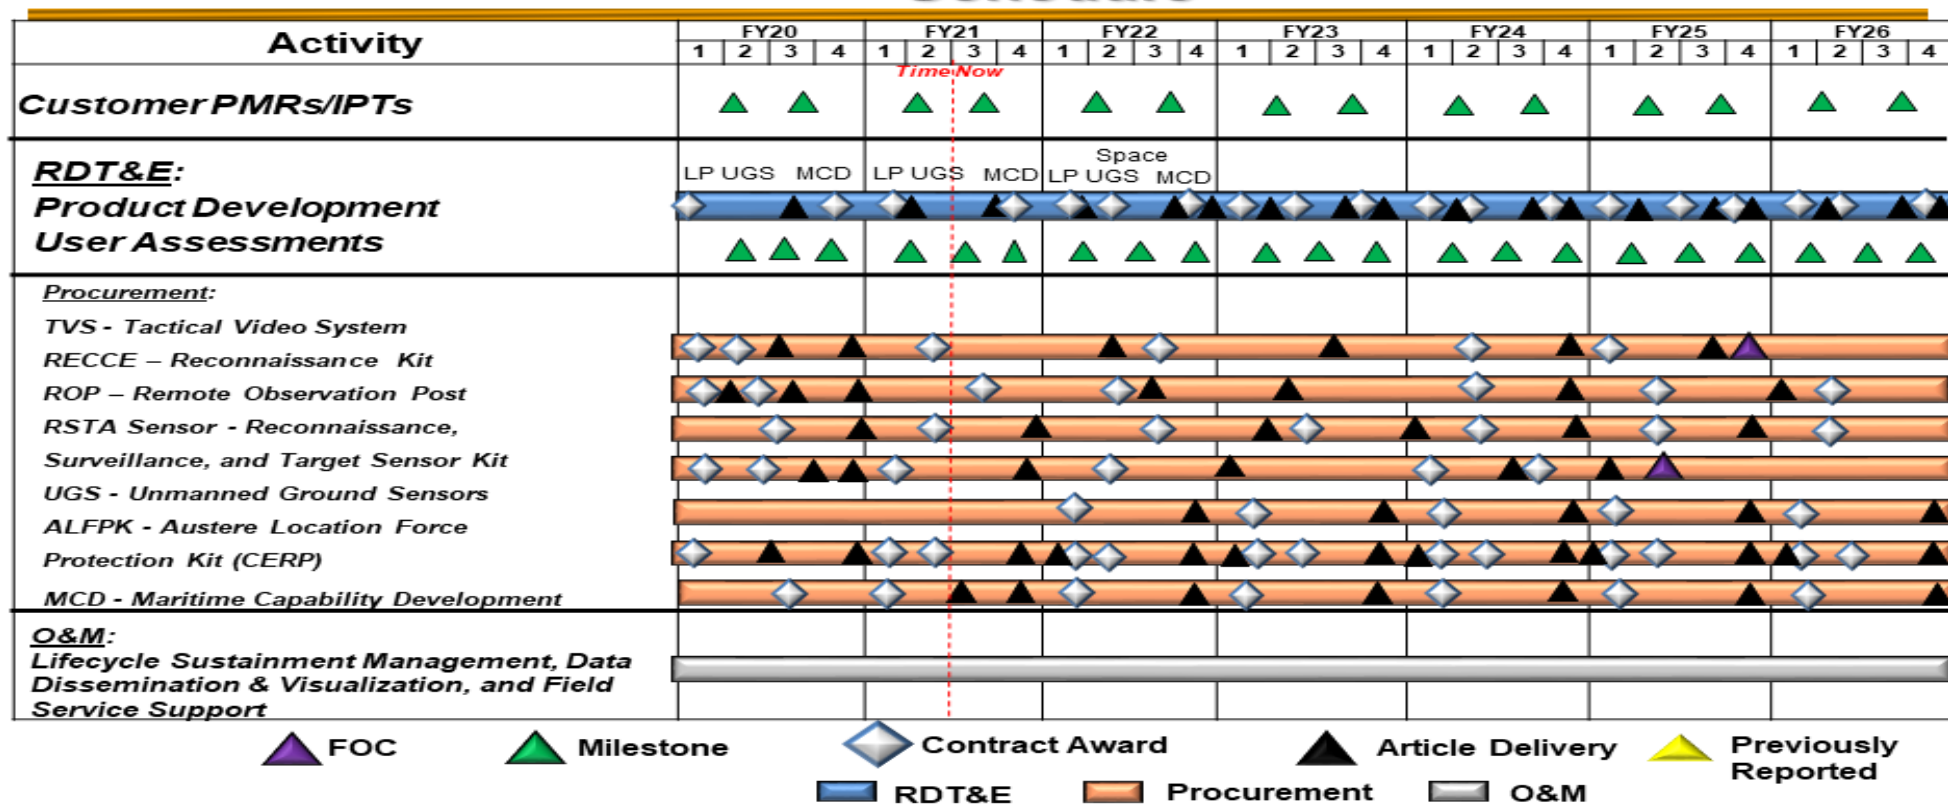 Activity
FY20 FY21 FY22 FY23 FY24 FY25 FY26
1 2 3 4 1 2 3 4 1 2 3 4 1 2 3 4 1 2 3 4 1 2 3 4 1 2 3 4
Time Now
Customer PMRs/IPTs
RDT&E:
Space
LP UGS MCD LP UGS MCD LP UGS MCD
Product Development
User Assessments
Procurement:
TVS - Tactical Video System
RECCE – Reconnaissance Kit
ROP – Remote Observation Post
RSTA Sensor - Reconnaissance,
Surveillance, and Target Sensor Kit
UGS - Unmanned Ground Sensors
ALFPK - Austere Location Force
Protection Kit (CERP)
MCD - Maritime Capability Development
O&M:
Lifecycle Sustainment Management, Data
Dissemination & Visualization, and Field
Service Support
FOC Milestone Contract Award Article Delivery Previously
Reported
RDT&E Procurement O&M